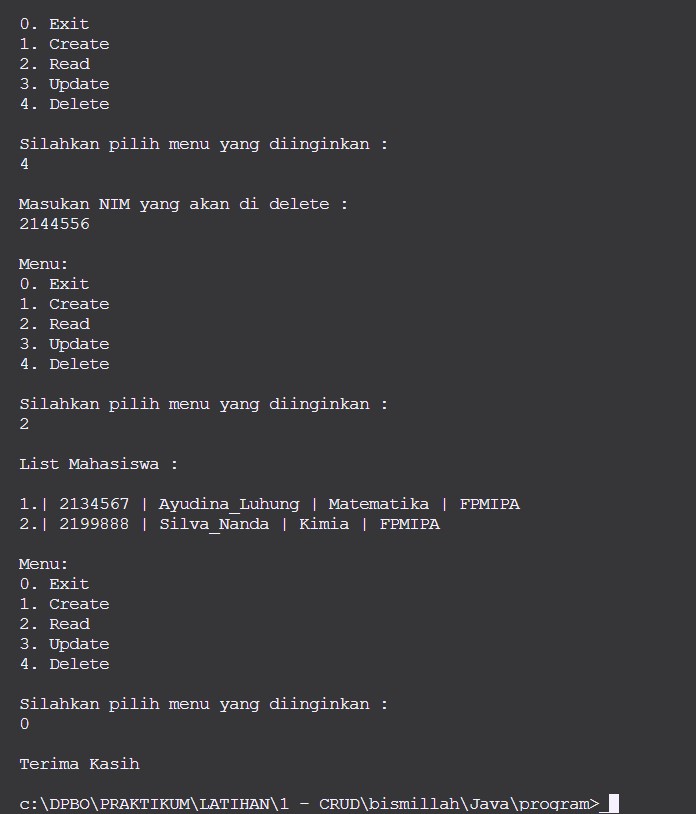 0. Exit
1. Create
2. Read
3. Update
4. Delete
Silahkan pilih menu yang diinginkan :
4
Masukan NIM yang akan di delete :
2144556
Menu:
0. Exit
1. Create
2. Read
3. Update
4. Delete
Silahkan pilih menu yang diinginkan :
2
List Mahasiswa :
1.| 2134567 | Ayudina_Luhung | Matematika | FPMIPA
2.| 2199888 | Silva_Nanda | Kimia | FPMIPA
Menu:
0. Exit
1. Create
2. Read
3. Update
4. Delete
Silahkan pilih menu yang diinginkan :
0
Terima Kasih
c:\DPBO\PRAKTIKUM\LATIHAN\1 - CRUD\bismillah\Java\program>